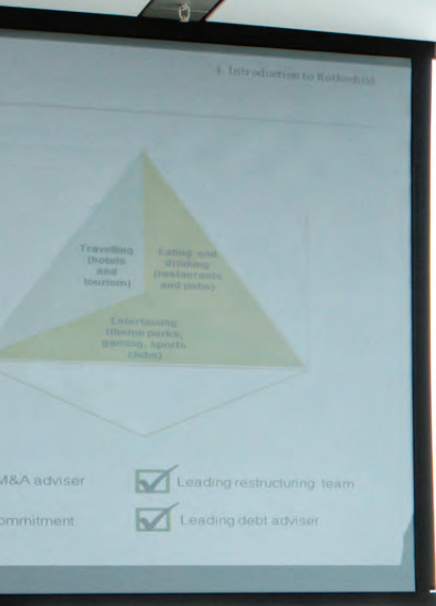 1. Introduction to Rothschild
Travelling
(hotels
and
tourism)
Eating and
drinking
(restaurants
and pubs)
Entertaining
(theme parks,
gaming, sports
clubs)
M&A adviser
Leading restructuring team
ommitment
Leading debt adviser